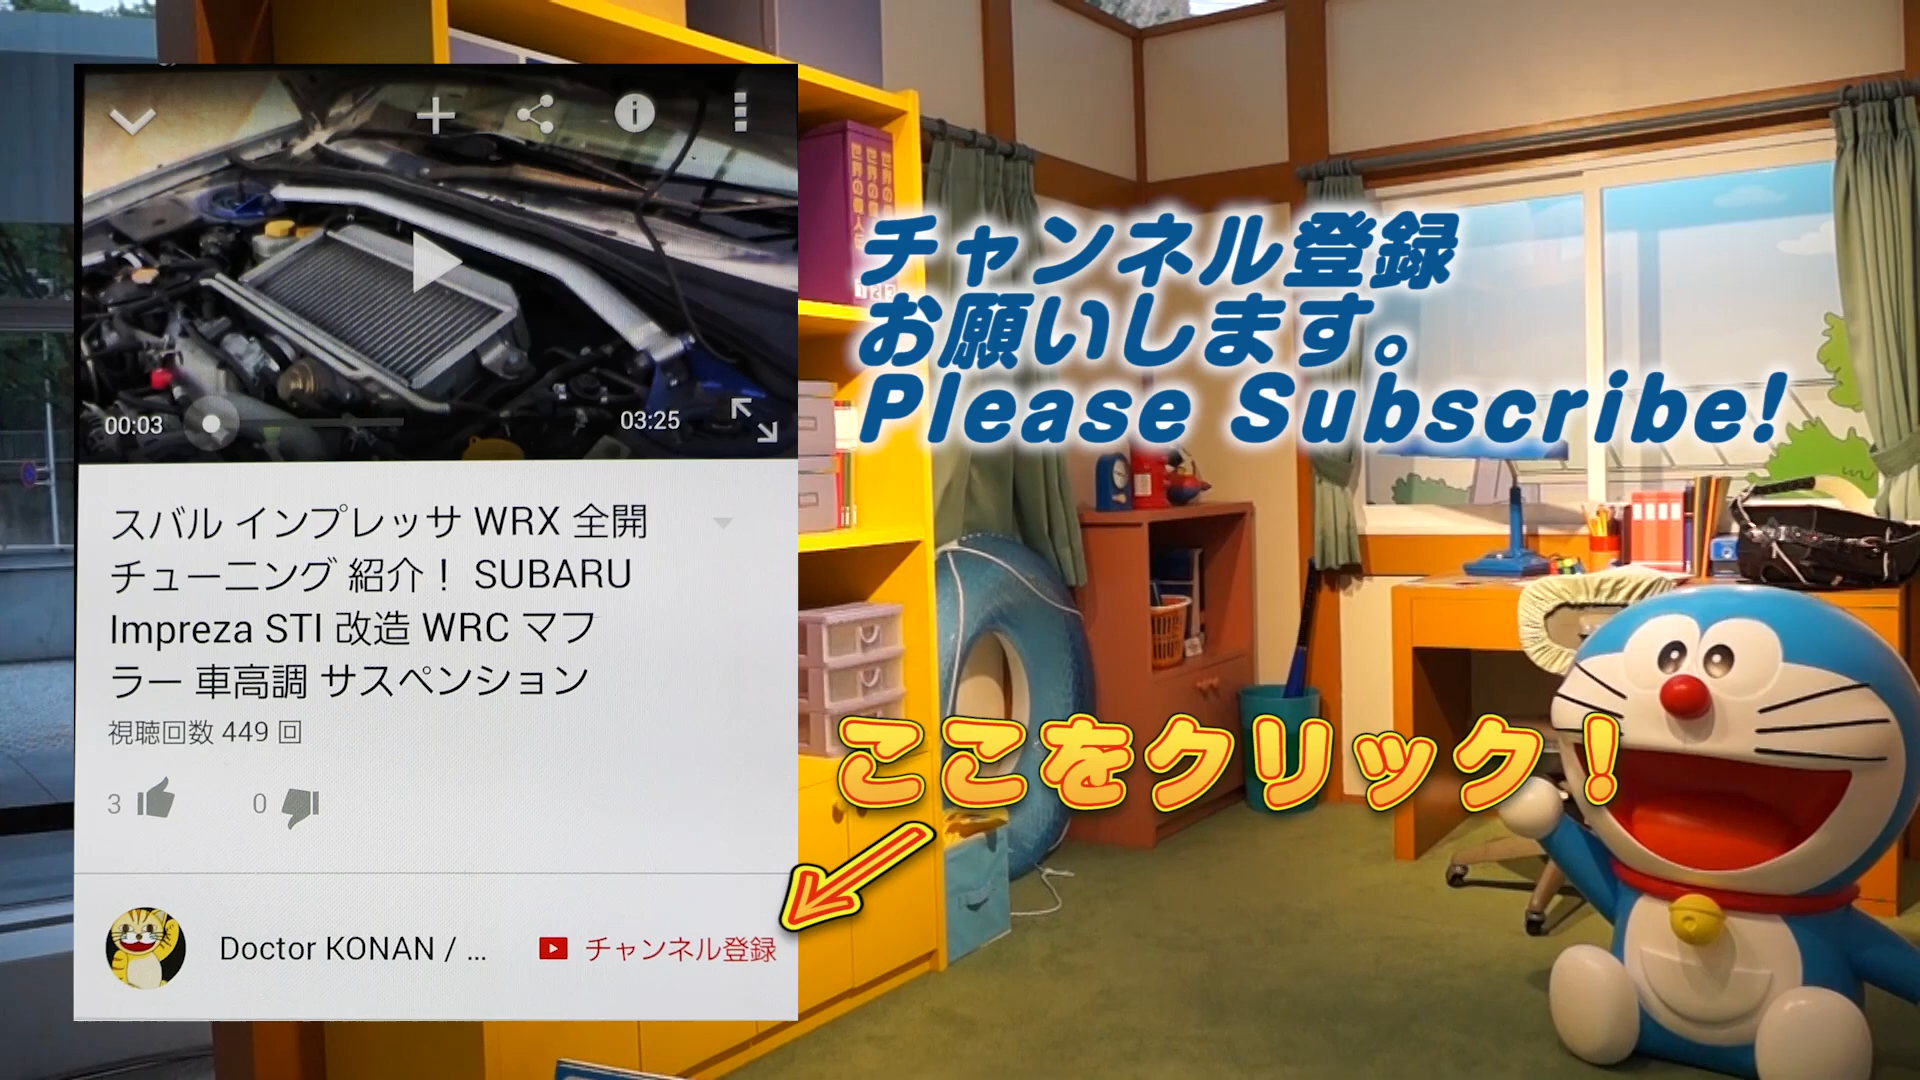 00:03
03:25
スバル インプレッサ WRX 全開
チューニング 紹介！ SUBARU
Impreza STI 改造 WRC マフ
ラー 車高調 サスペンション
視聴回数 449 回
3
0
Doctor KONAN / ...
チャンネル登録
チャンネル登録
お願いします。
Please Subscribe!
ここをクリック！